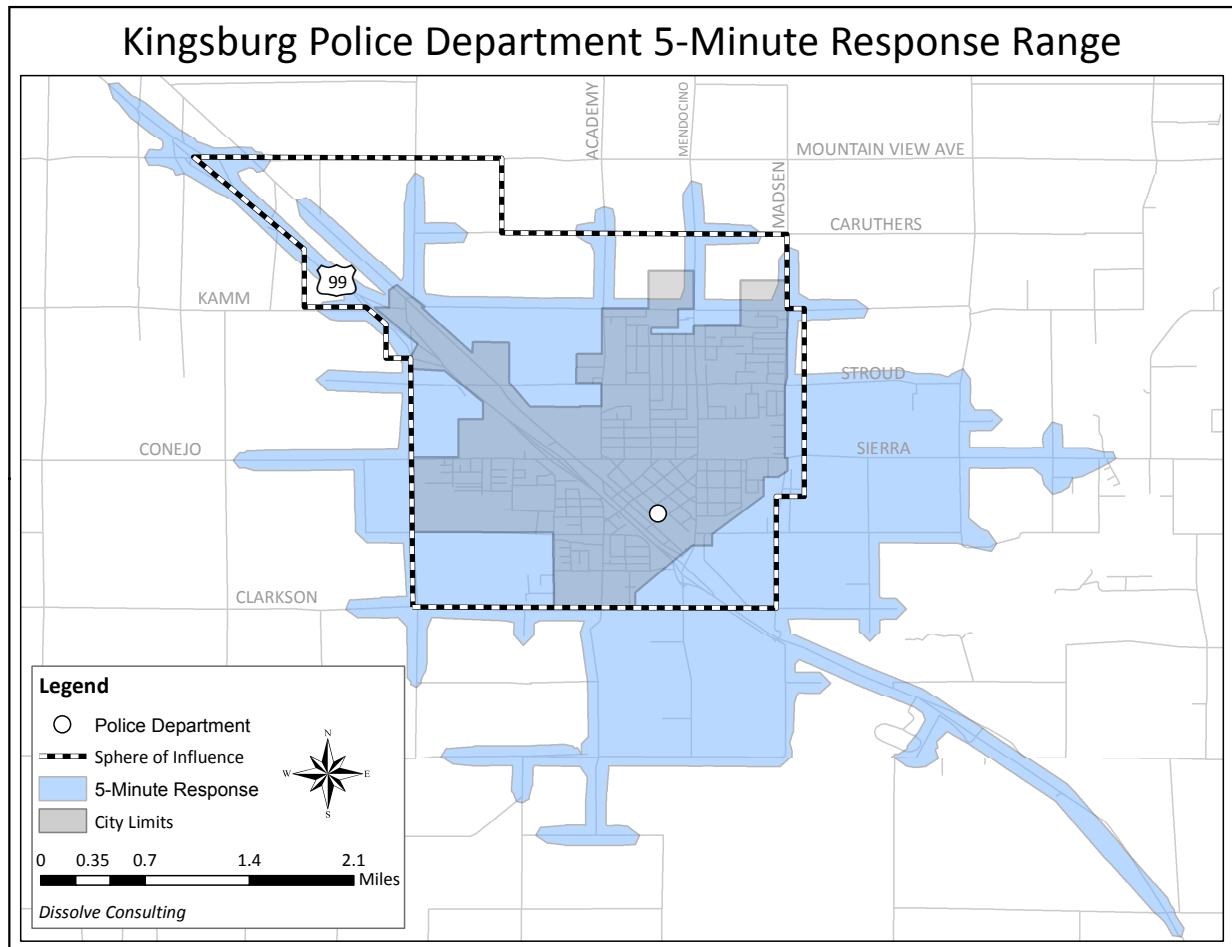 Kingsburg Police Department 5-Minute Response Range
ACADEMY
MENDOCINO
MADSEN
MOUNTAIN VIEW AVE
CARUTHERS
99
KAMM
STROUD
CONEJO
SIERRA
CLARKSON
Legend
Police Department
Sphere of Influence
5-Minute Response
City Limits
N
W E
S
0 0.35 0.7 1.4 2.1
Miles
Dissolve Consulting